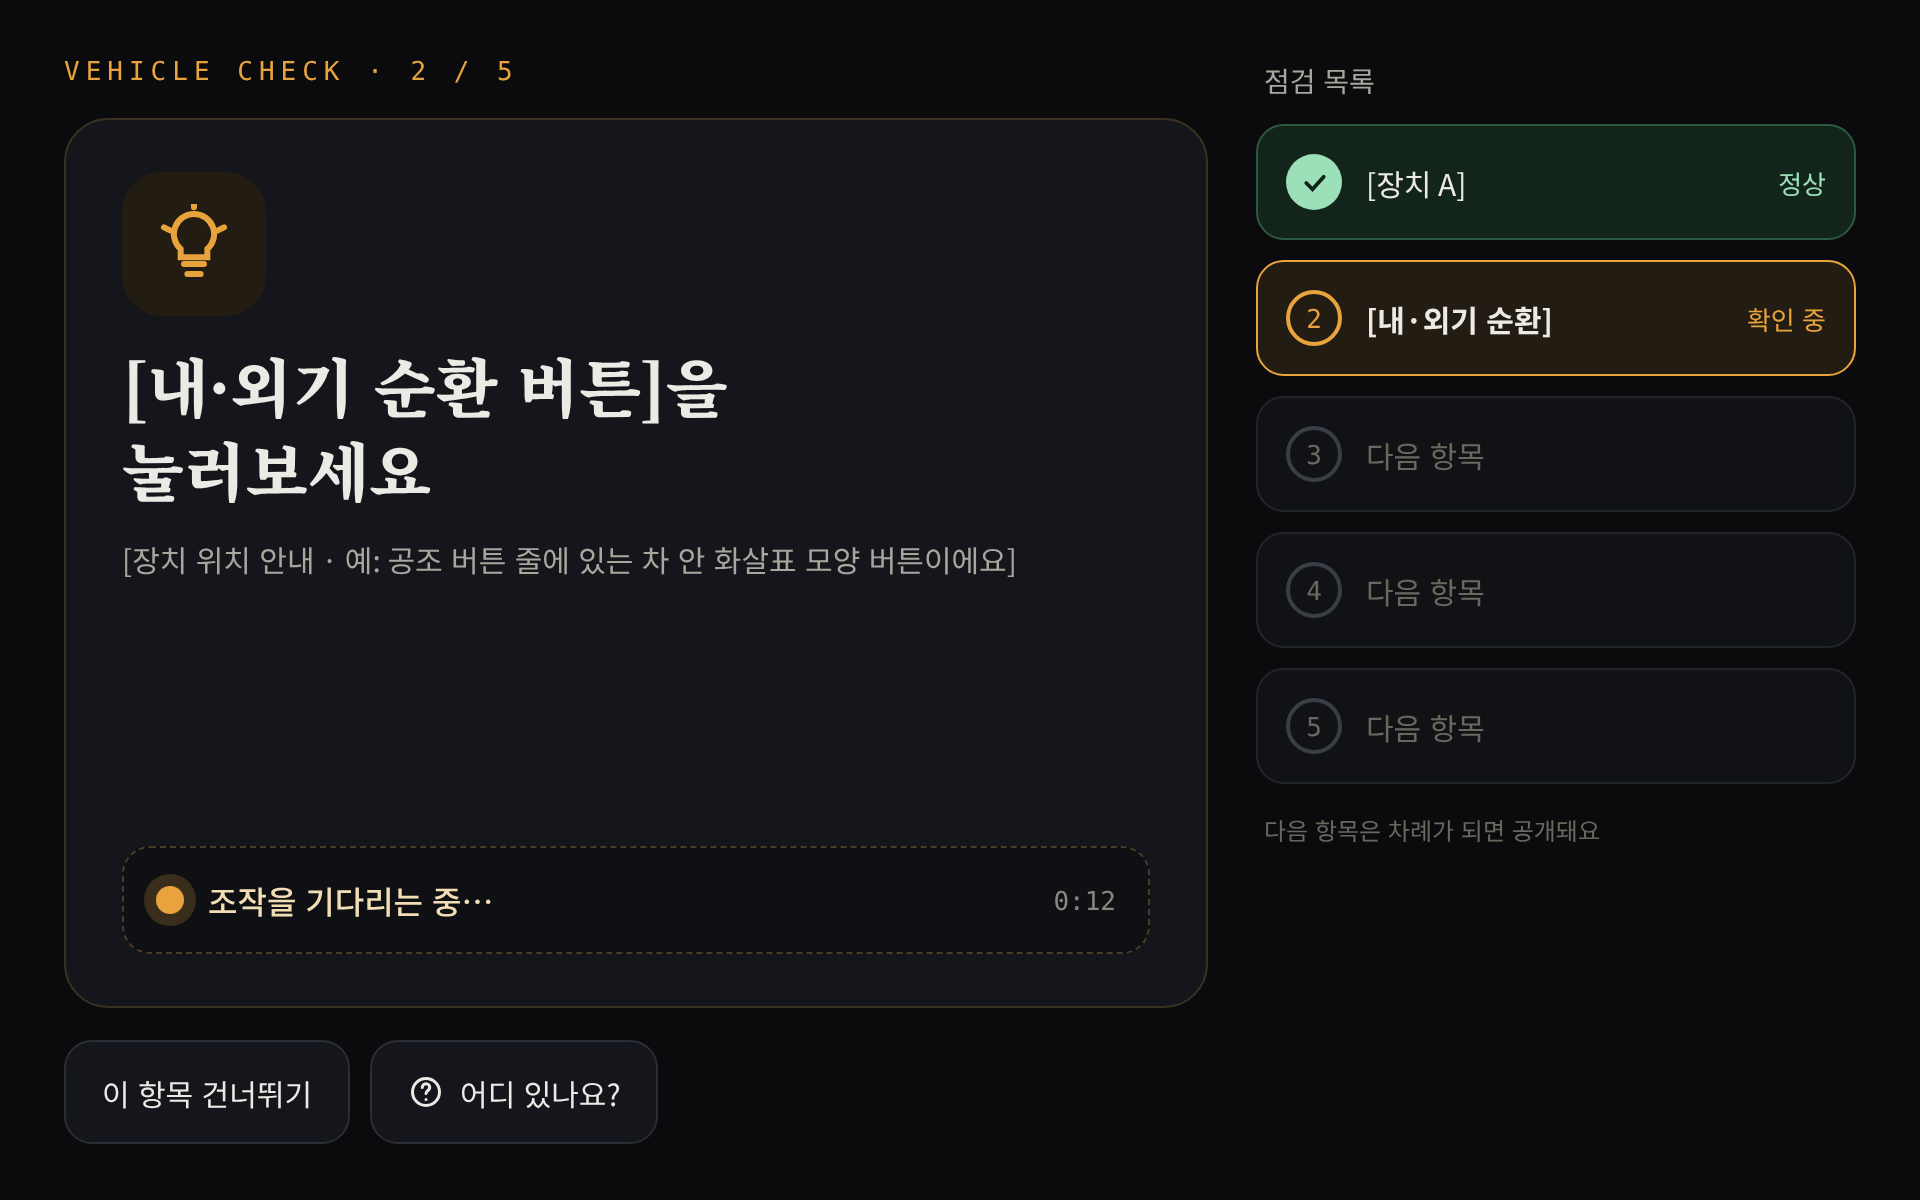 VEHICLE CHECK · 2 / 5
[내·외기 순환 버튼]을
눌러보세요
[장치 위치 안내 · 예: 공조 버튼 줄에 있는 차 안 화살표 모양 버튼이에요]
조작을 기다리는 중…
0:12
이 항목 건너뛰기
? 어디 있나요?
점검 목록
[장치 A]
정상
2
[내·외기 순환]
확인 중
3
다음 항목
4
다음 항목
5
다음 항목
다음 항목은 차례가 되면 공개돼요